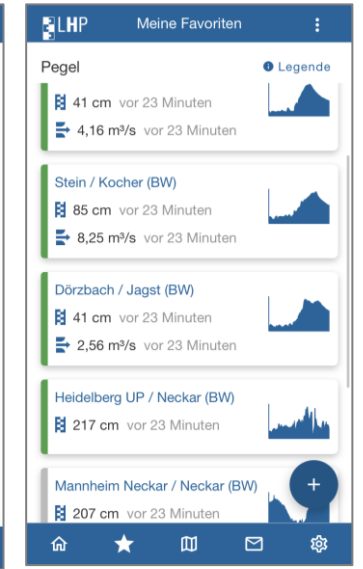 LHP
Meine Favoriten
Pegel
Legende
41 cm vor 23 Minuten
4,16 m³/s vor 23 Minuten
Stein / Kocher (BW)
85 cm vor 23 Minuten
8,25 m³/s vor 23 Minuten
Dörzbach / Jagst (BW)
41 cm vor 23 Minuten
2,56 m³/s vor 23 Minuten
Heidelberg UP / Neckar (BW)
217 cm vor 23 Minuten
Mannheim Neckar / Neckar (BW)
207 cm vor 23 Minuten